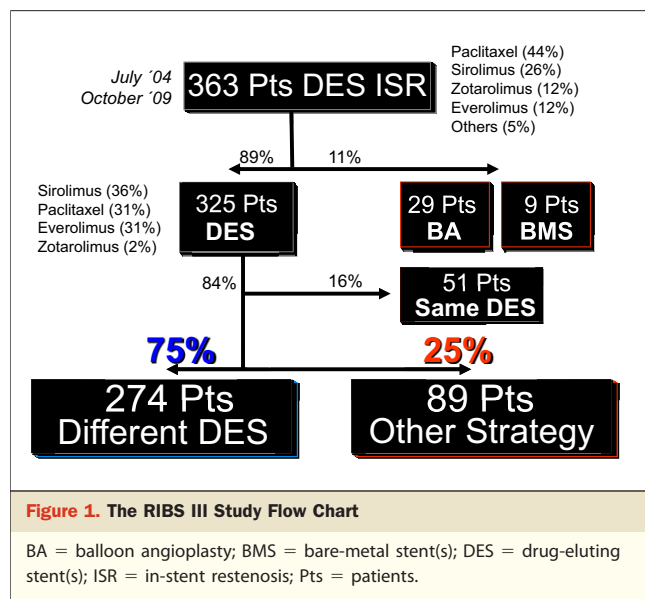 July ´04
October ´09
363 Pts DES ISR
Paclitaxel (44%)
Sirolimus (26%)
Zotarolimus (12%)
Everolimus (12%)
Others (5%)
89%
11%
Sirolimus (36%)
Paclitaxel (31%)
Everolimus (31%)
Zotarolimus (2%)
325 Pts
DES
29 Pts
BA
9 Pts
BMS
84%
16%
51 Pts
Same DES
75%
25%
274 Pts
Different DES
89 Pts
Other Strategy
Figure 1. The RIBS III Study Flow Chart
BA = balloon angioplasty; BMS = bare-metal stent(s); DES = drug-eluting
stent(s); ISR = in-stent restenosis; Pts = patients.